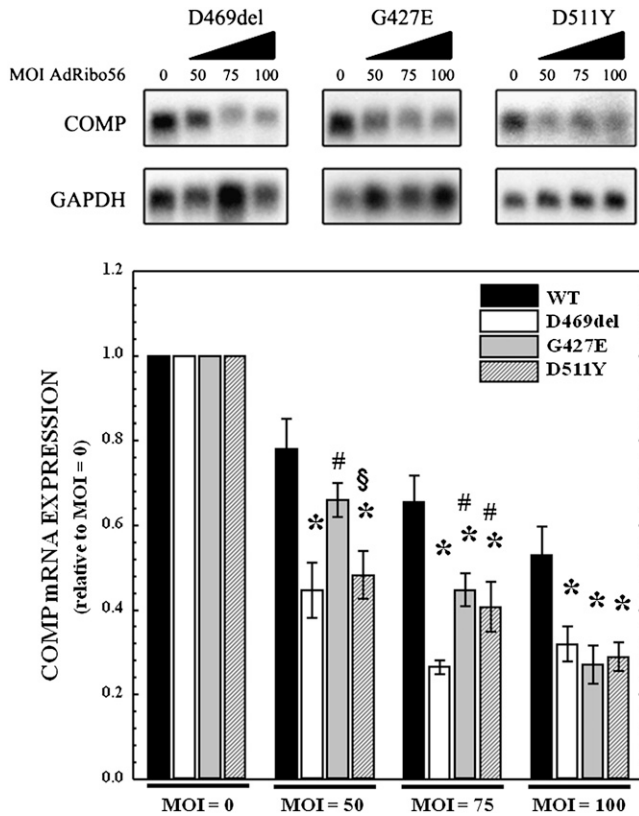 D469del G427E D511Y
MOI AdRibo56 0 50 75 100 0 50 75 100 0 50 75 100
COMP
GAPDH
1.2
1.0
0.8
0.6
0.4
0.2
0.0
COMP mRNA EXPRESSION
(relative to MOI = 0)
WT
D469del
G427E
D511Y
# §
* *
# #
* * *
* * *
MOI = 0 MOI = 50 MOI = 75 MOI = 100